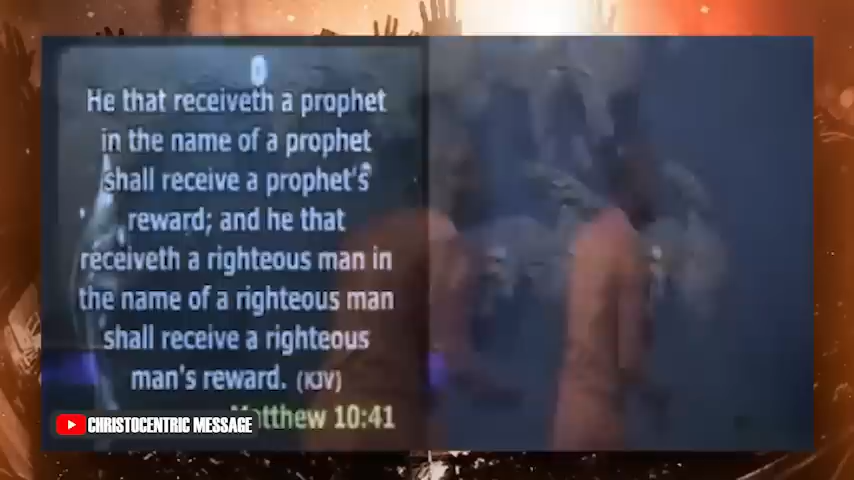 He that receiveth a prophet
in the name of a prophet
shall receive a prophet's
reward; and he that
receiveth a righteous man in
the name of a righteous man
shall receive a righteous
man's reward. (KJV)
Matthew 10:41
CHRISTOCENTRIC MESSAGE